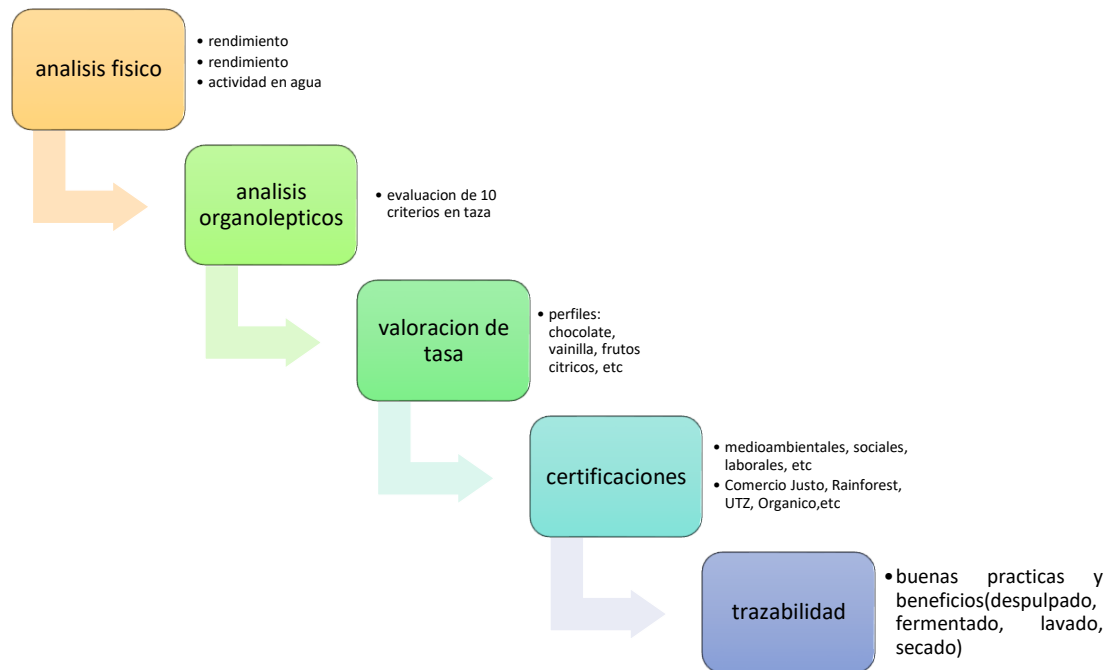 analisis fisico
• rendimiento
• rendimiento
• actividad en agua
analisis
organolepticos
• evaluacion de 10
criterios en taza
valoracion de
tasa
• perfiles:
chocolate,
vainilla, frutos
citricos, etc
certificaciones
• medioambientales, sociales,
laborales, etc
• Comercio Justo, Rainforest,
UTZ, Organico,etc
trazabilidad
•buenas practicas y
beneficios(despulpado,
fermentado, lavado,
secado)